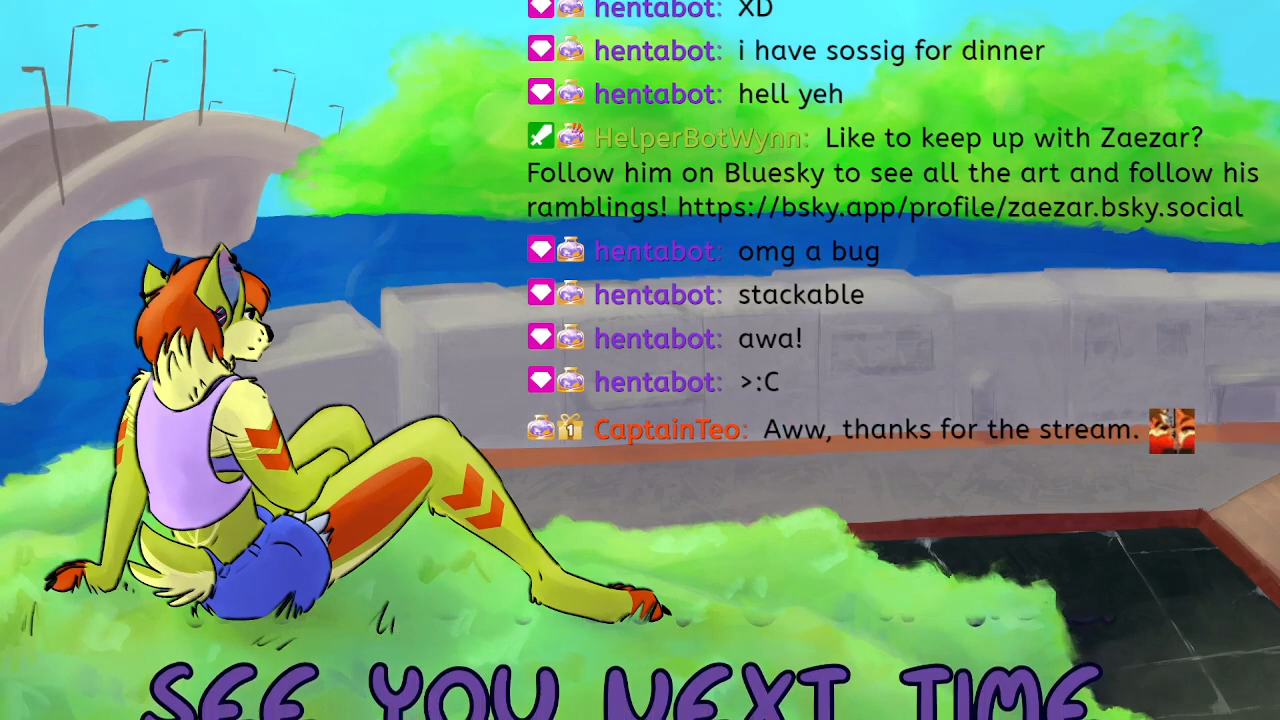 hentabot: XD
hentabot: i have sossig for dinner
hentabot: hell yeh
HelperBotWynn: Like to keep up with Zaezar?
Follow him on Bluesky to see all the art and follow his
ramblings! https://bsky.app/profile/zaezar.bsky.social
hentabot: omg a bug
hentabot: stackable
hentabot: awa!
hentabot: >:C
1 CaptainTeo: Aww, thanks for the stream.
SEE YOU NEXT TIME